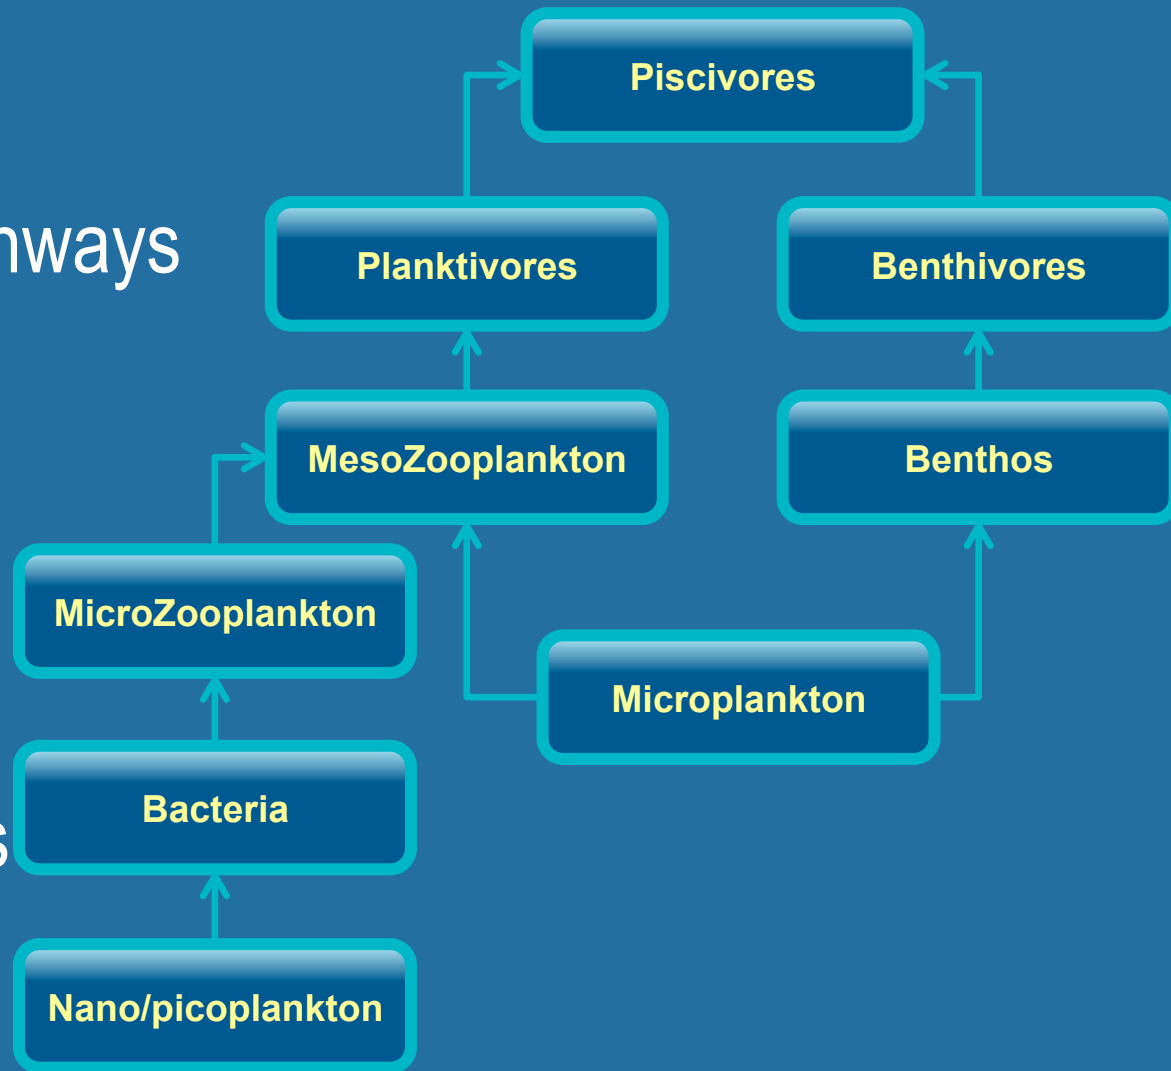 Piscivores
Planktivores
Benthivores
MesoZooplankton
Benthos
MicroZooplankton
Microplankton
Bacteria
Nano/picoplankton